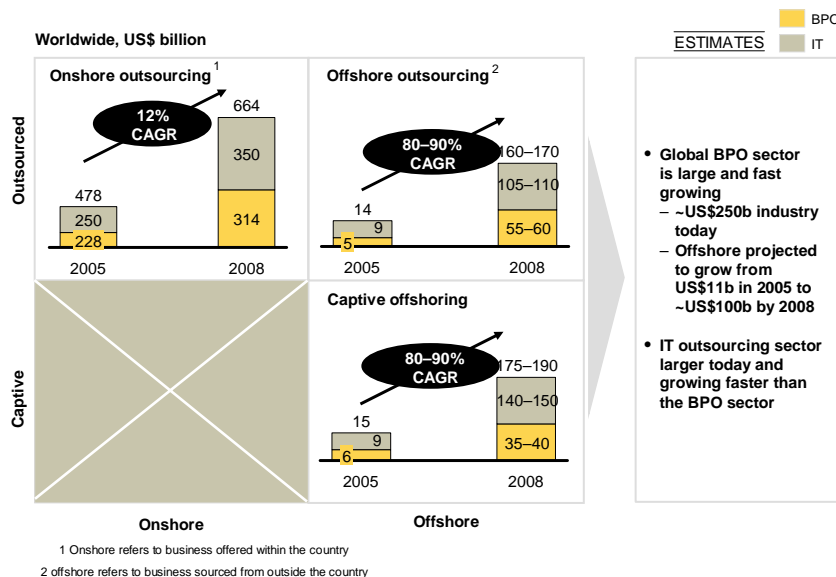 BPO
IT
Worldwide, US$ billion
ESTIMATES
Outsourced
Onshore outsourcing 1
12%
CAGR
664
350
314
478
250
228
2005
2008
Offshore outsourcing 2
80–90%
CAGR
160–170
105–110
55–60
14
9
5
2005
2008
Captive
Captive offshoring
80–90%
CAGR
175–190
140–150
35–40
15
9
6
2005
2008
Onshore
Offshore
• Global BPO sector
is large and fast
growing
– ~US$250b industry
today
– Offshore projected
to grow from
US$11b in 2005 to
~US$100b by 2008
• IT outsourcing sector
larger today and
growing faster than
the BPO sector
1 Onshore refers to business offered within the country
2 offshore refers to business sourced from outside the country